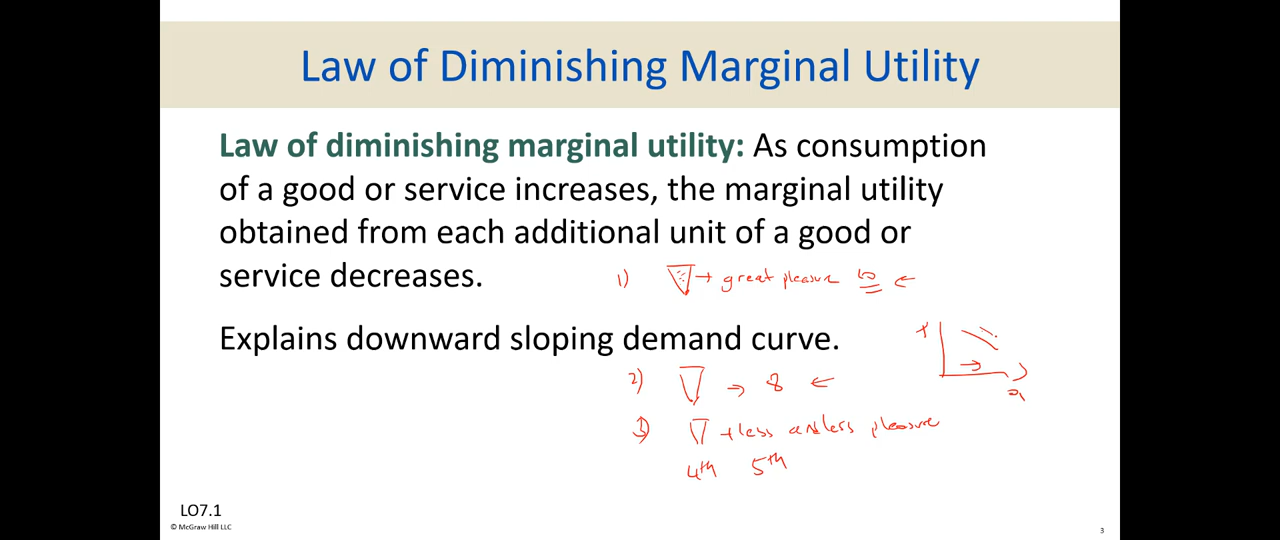 Law of Diminishing Marginal Utility
Law of diminishing marginal utility: As consumption
of a good or service increases, the marginal utility
obtained from each additional unit of a good or
service decreases.
1) → great pleasure 10 ←
Explains downward sloping demand curve.
2) → 8 ←
3) → less and less pleasure
4th 5th
LO7.1
© McGraw Hill LLC
3